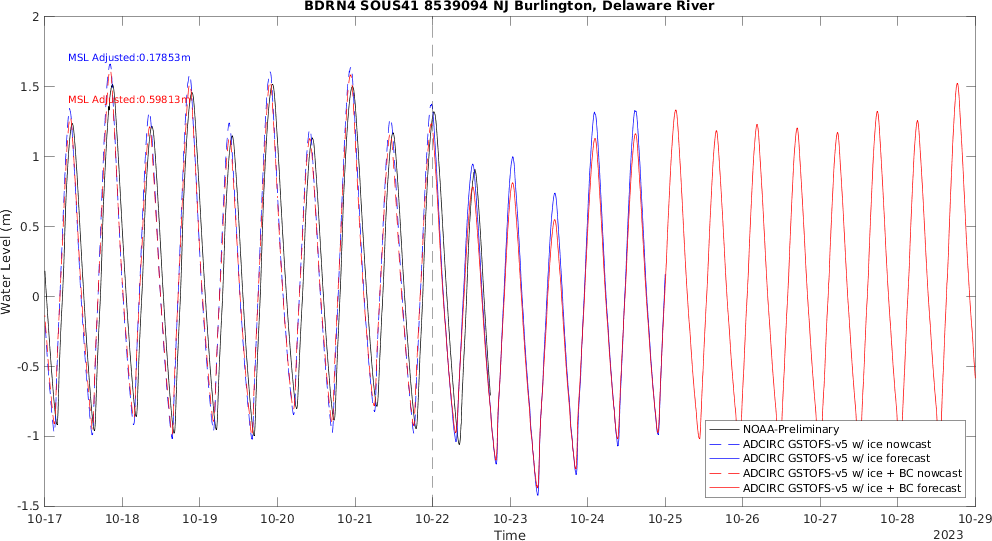 BDRN4 SOUS41 8539094 NJ Burlington, Delaware River
2
1.5
1
0.5
0
-0.5
-1
-1.5
Water Level (m)
MSL Adjusted:0.17853m
MSL Adjusted:0.59813m
NOAA-Preliminary
ADCIRC GSTOFS-v5 w/ ice nowcast
ADCIRC GSTOFS-v5 w/ ice forecast
ADCIRC GSTOFS-v5 w/ ice + BC nowcast
ADCIRC GSTOFS-v5 w/ ice + BC forecast
10-17 10-18 10-19 10-20 10-21 10-22 10-23 10-24 10-25 10-26 10-27 10-28 10-29
Time
2023